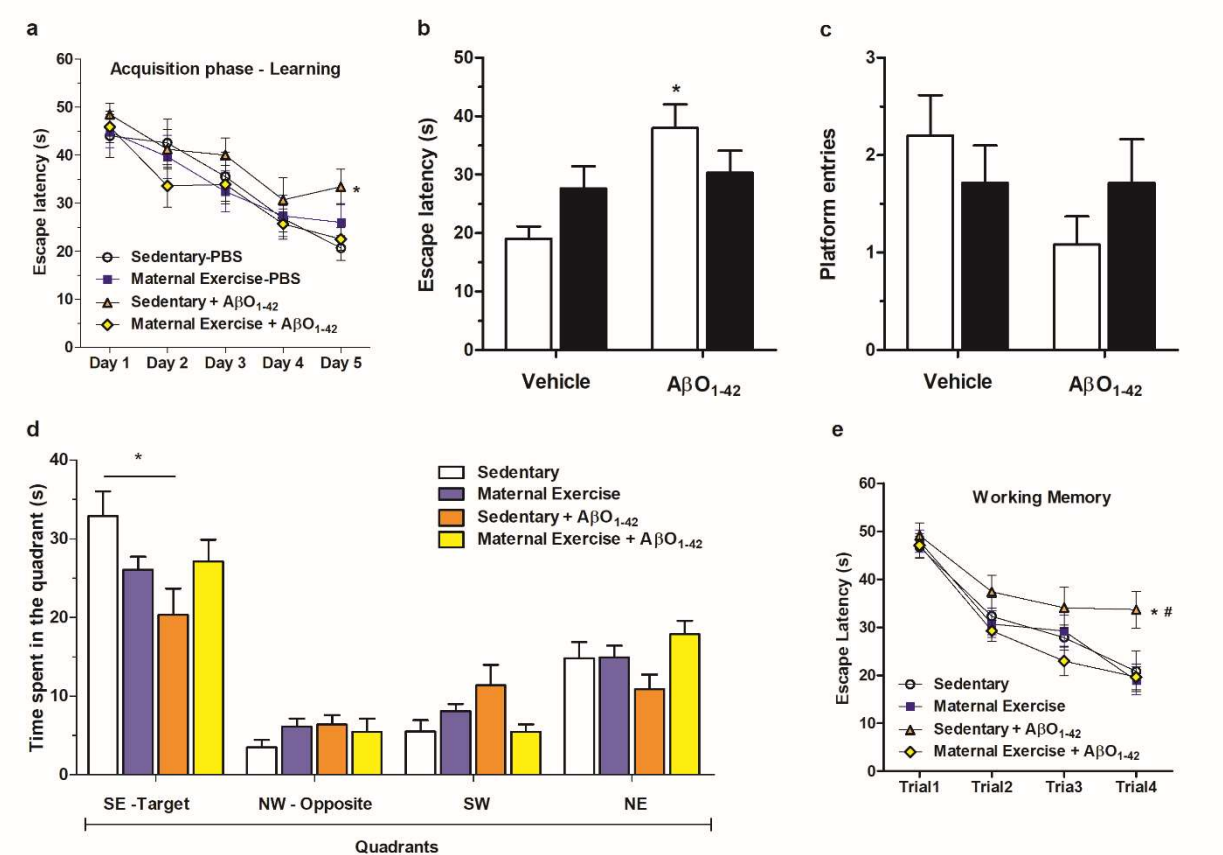 a
Acquisition phase - Learning
Escape latency (s)
60
50
40
30
20
10
0
Sedentary-PBS
Maternal Exercise-PBS
Sedentary + AβO1-42
Maternal Exercise + AβO1-42
Day 1 Day 2 Day 3 Day 4 Day 5
*
b
Escape latency (s)
50
40
30
20
10
0
*
Vehicle AβO1-42
c
Platform entries
3
2
1
0
Vehicle AβO1-42
d
Time spent in the quadrant (s)
40
30
20
10
0
*
Sedentary
Maternal Exercise
Sedentary + AβO1-42
Maternal Exercise + AβO1-42
SE -Target NW - Opposite SW NE
Quadrants
e
Working Memory
Escape Latency (s)
60
50
40
30
20
10
0
* #
Sedentary
Maternal Exercise
Sedentary + AβO1-42
Maternal Exercise + AβO1-42
Trial1 Trial2 Tria3 Trial4